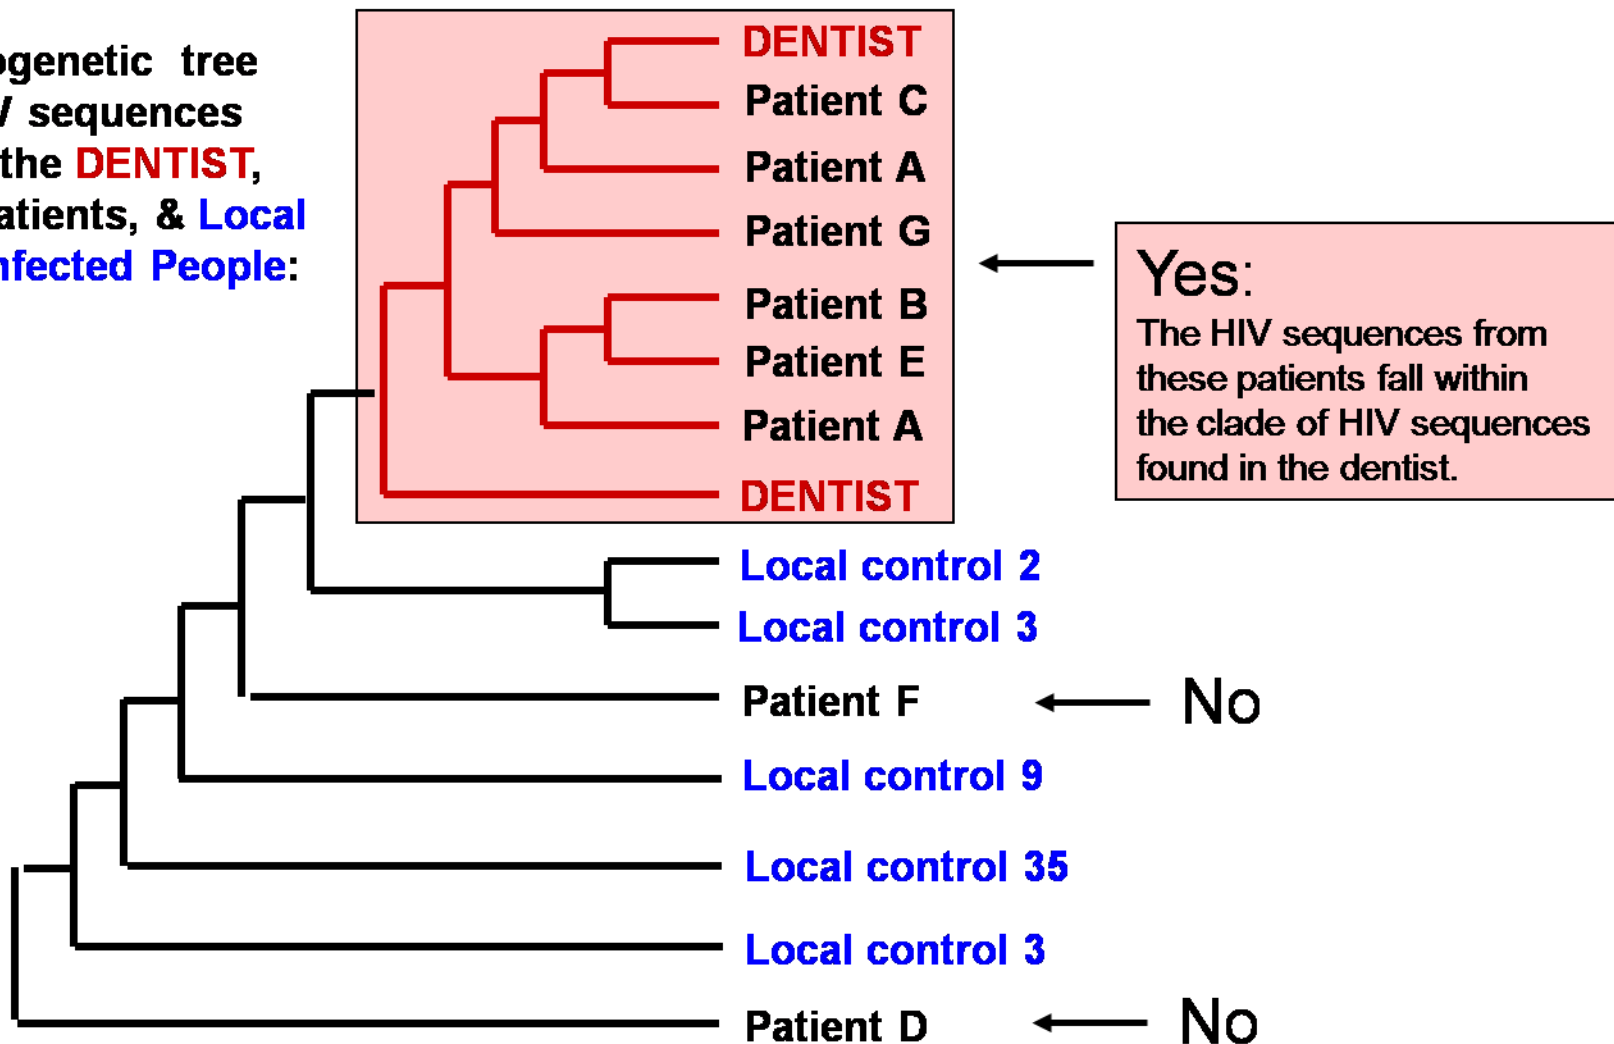 ogenetic tree
V sequences
the DENTIST,
atients, & Local
nfected People:
DENTIST
Patient C
Patient A
Patient G
Patient B
Patient E
Patient A
DENTIST
Local control 2
Local control 3
Patient F
Local control 9
Local control 35
Local control 3
Patient D
Yes:
The HIV sequences from
these patients fall within
the clade of HIV sequences
found in the dentist.
No
No